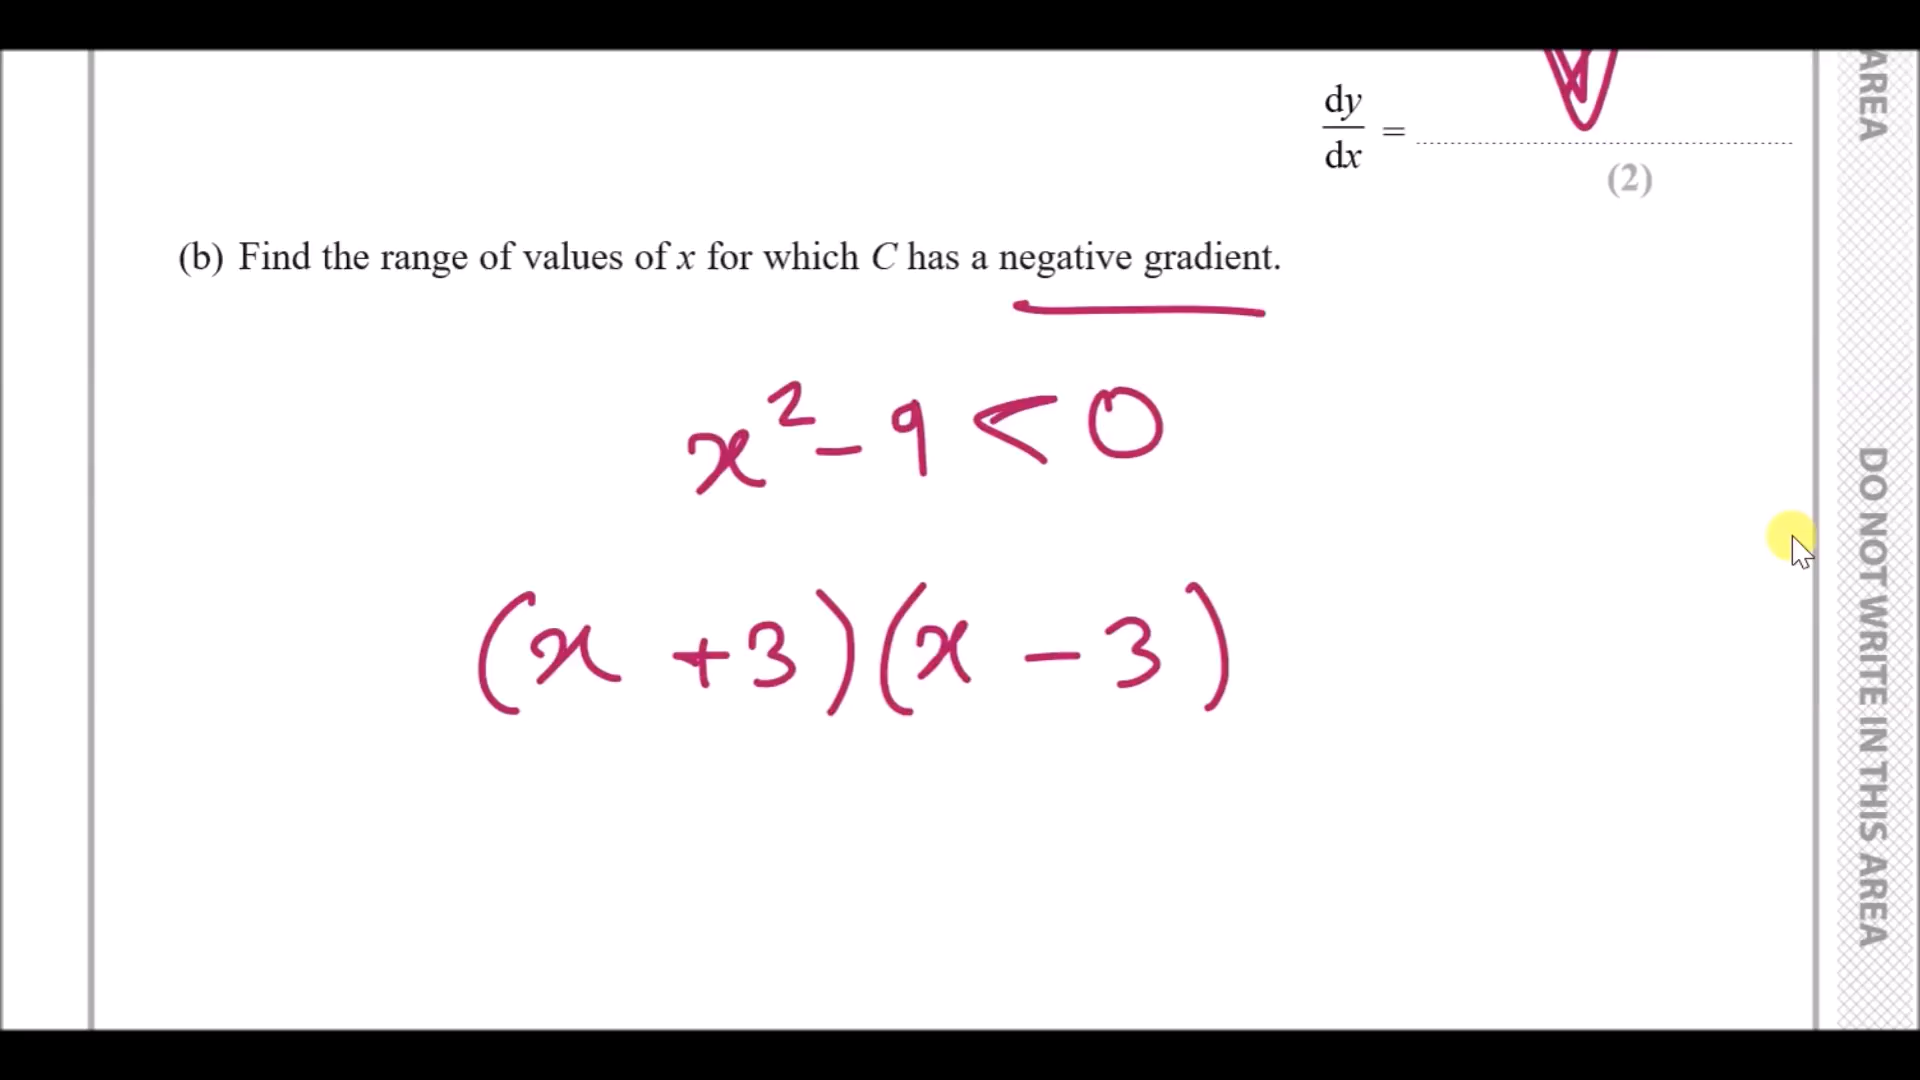 dy
dx
=
(2)
(b) Find the range of values of x for which C has a negative gradient.
x² - 9 < 0
(x + 3)(x - 3)
AREA
DO NOT WRITE IN THIS AREA